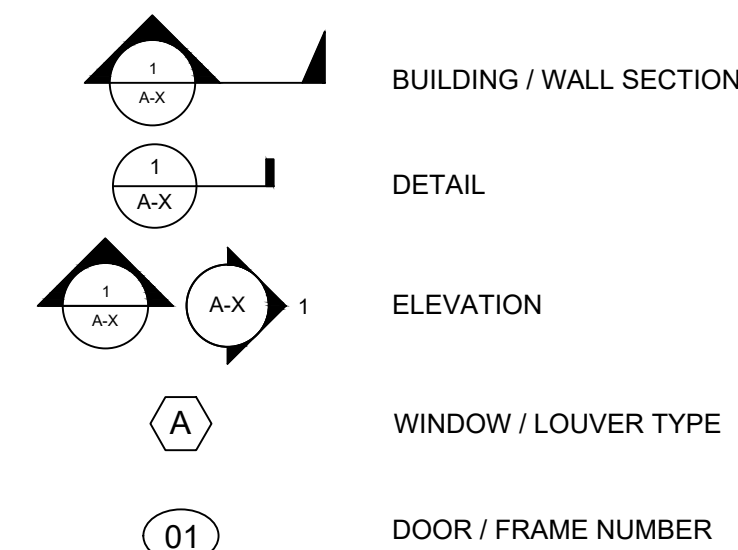 1
A-X
BUILDING / WALL SECTION
1
A-X
DETAIL
1
A-X
A-X
1
ELEVATION
A
WINDOW / LOUVER TYPE
01
DOOR / FRAME NUMBER